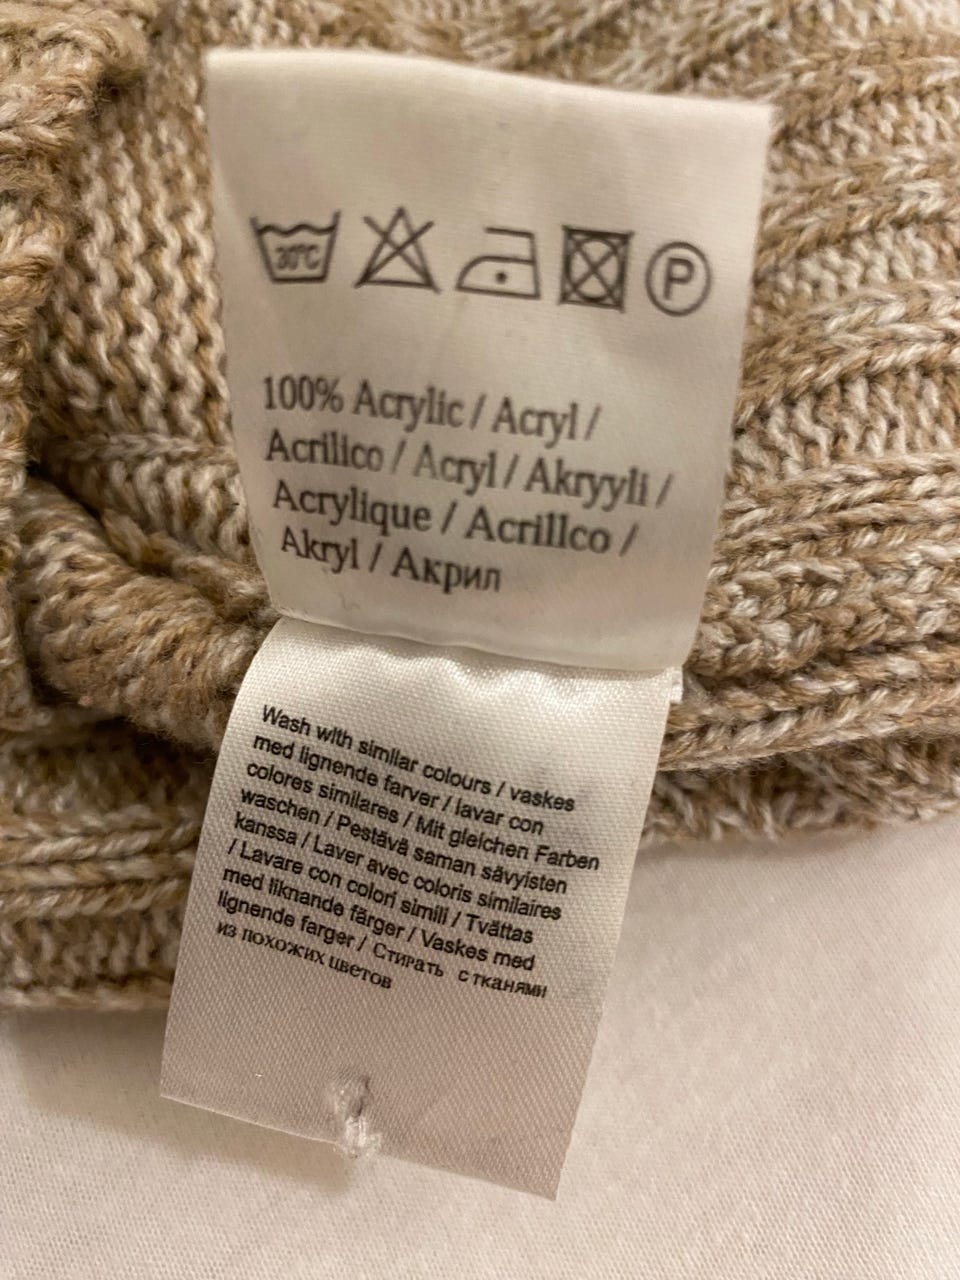 30°C
P
100% Acrylic / Acryl /
Acrilico / Acryl / Akryyli /
Acrylique / Acrillco /
Akryl / Акрил
Wash with similar colours / vaskes
med lignende farver / lavar con
colores similares / Mit gleichen Farben
waschen / Pestävä saman sävyisten
kanssa / Laver avec coloris similaires
/ Lavare con colori simili / Tvättas
med liknande färger / Vaskes med
lignende farger / Стирать с тканями
из похожих цветов